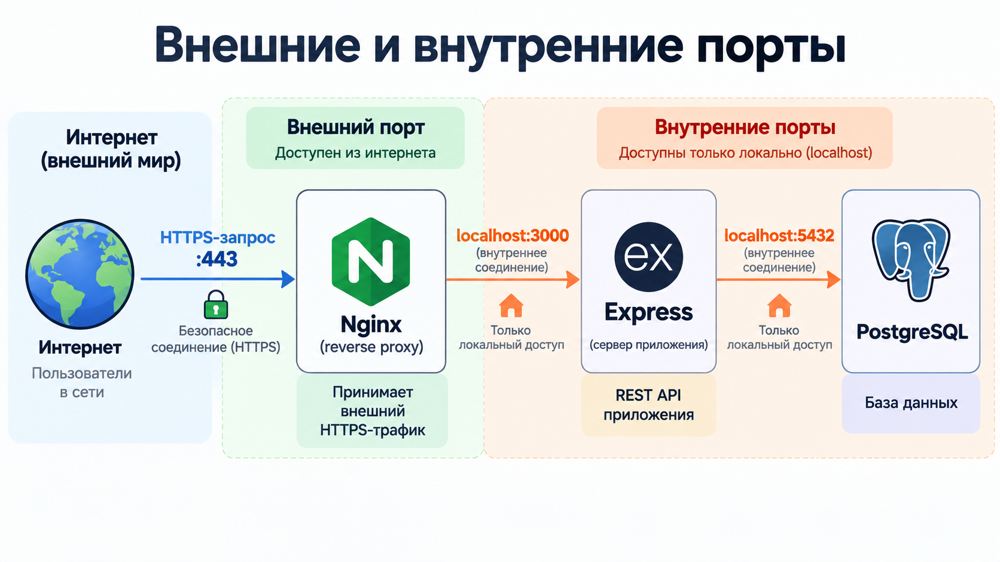 Внешние и внутренние порты
Интернет
(внешний мир)
Внешний порт
Доступен из интернета
Внутренние порты
Доступны только локально (localhost)
HTTPS-запрос
:443
Безопасное
соединение (HTTPS)
Интернет
Пользователи
в сети
Nginx
(reverse proxy)
Принимает
внешний
HTTPS-трафик
localhost:3000
(внутреннее
соединение)
Только
локальный доступ
ex
Express
(сервер приложения)
REST API
приложения
localhost:5432
(внутреннее
соединение)
Только
локальный доступ
PostgreSQL
База данных